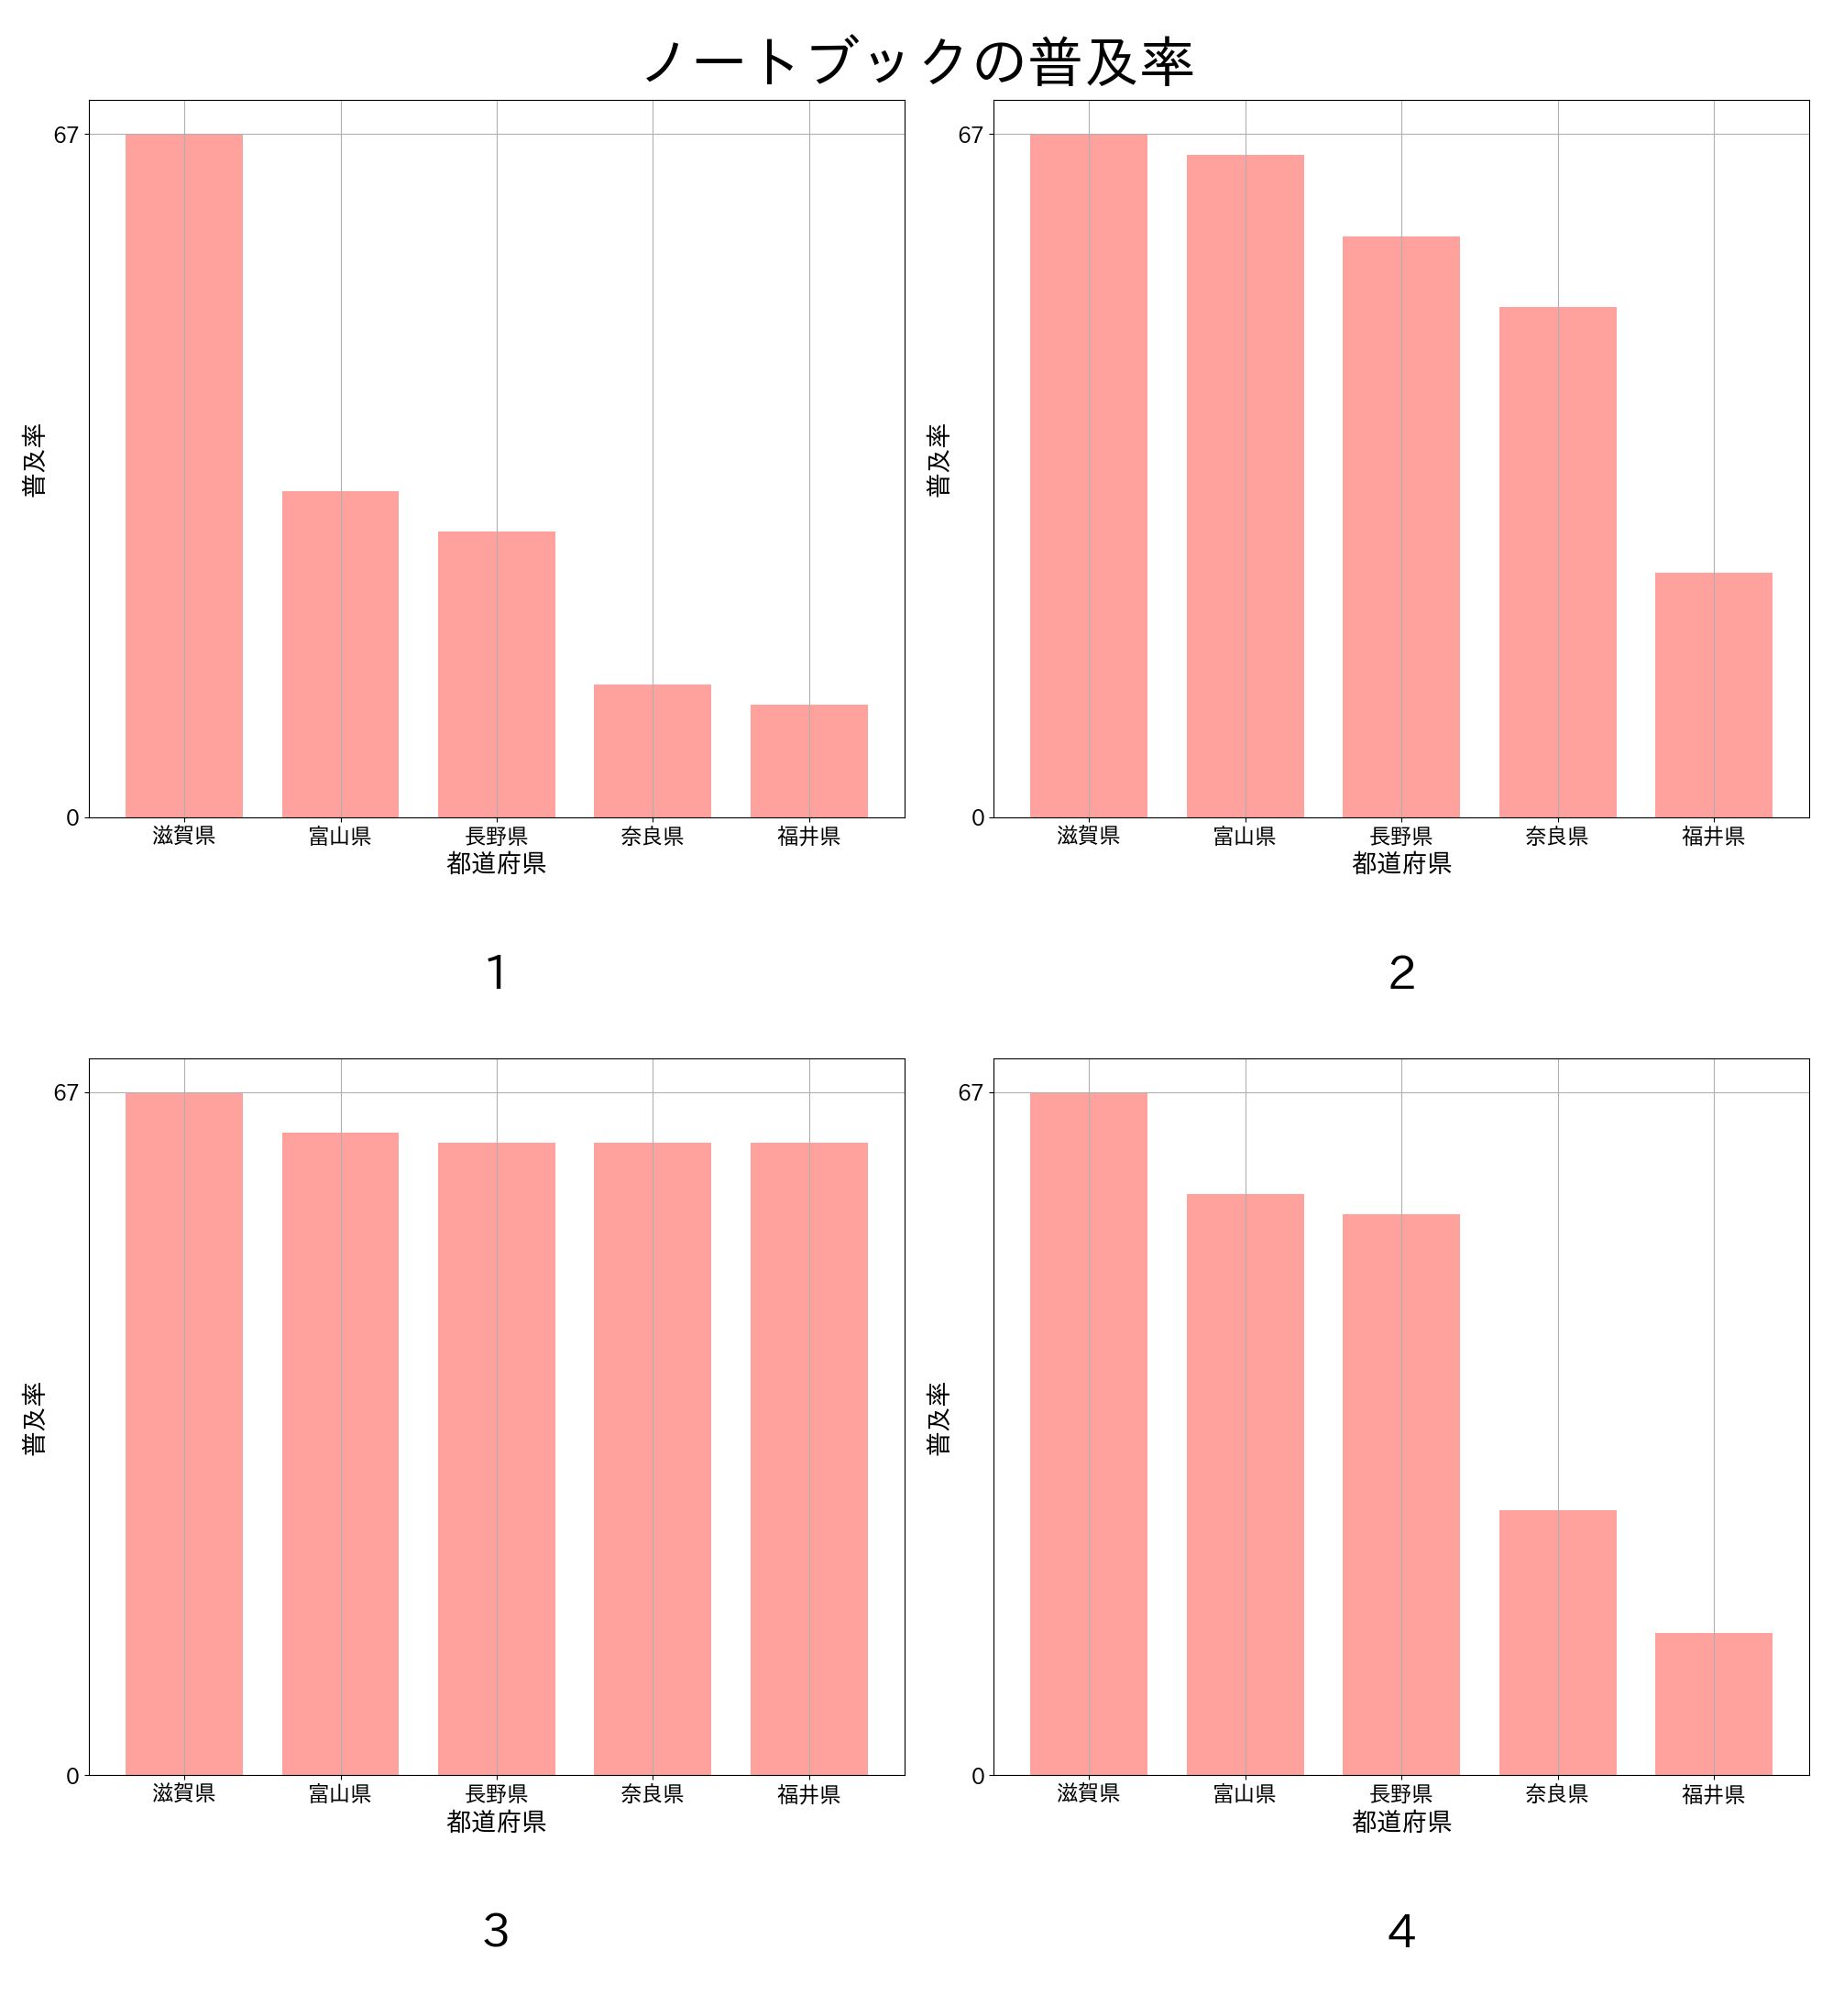 ノートブックの普及率
67
0
普及率
滋賀県 富山県 長野県 奈良県 福井県
都道府県
1
67
0
普及率
滋賀県 富山県 長野県 奈良県 福井県
都道府県
2
67
0
普及率
滋賀県 富山県 長野県 奈良県 福井県
都道府県
3
67
0
普及率
滋賀県 富山県 長野県 奈良県 福井県
都道府県
4